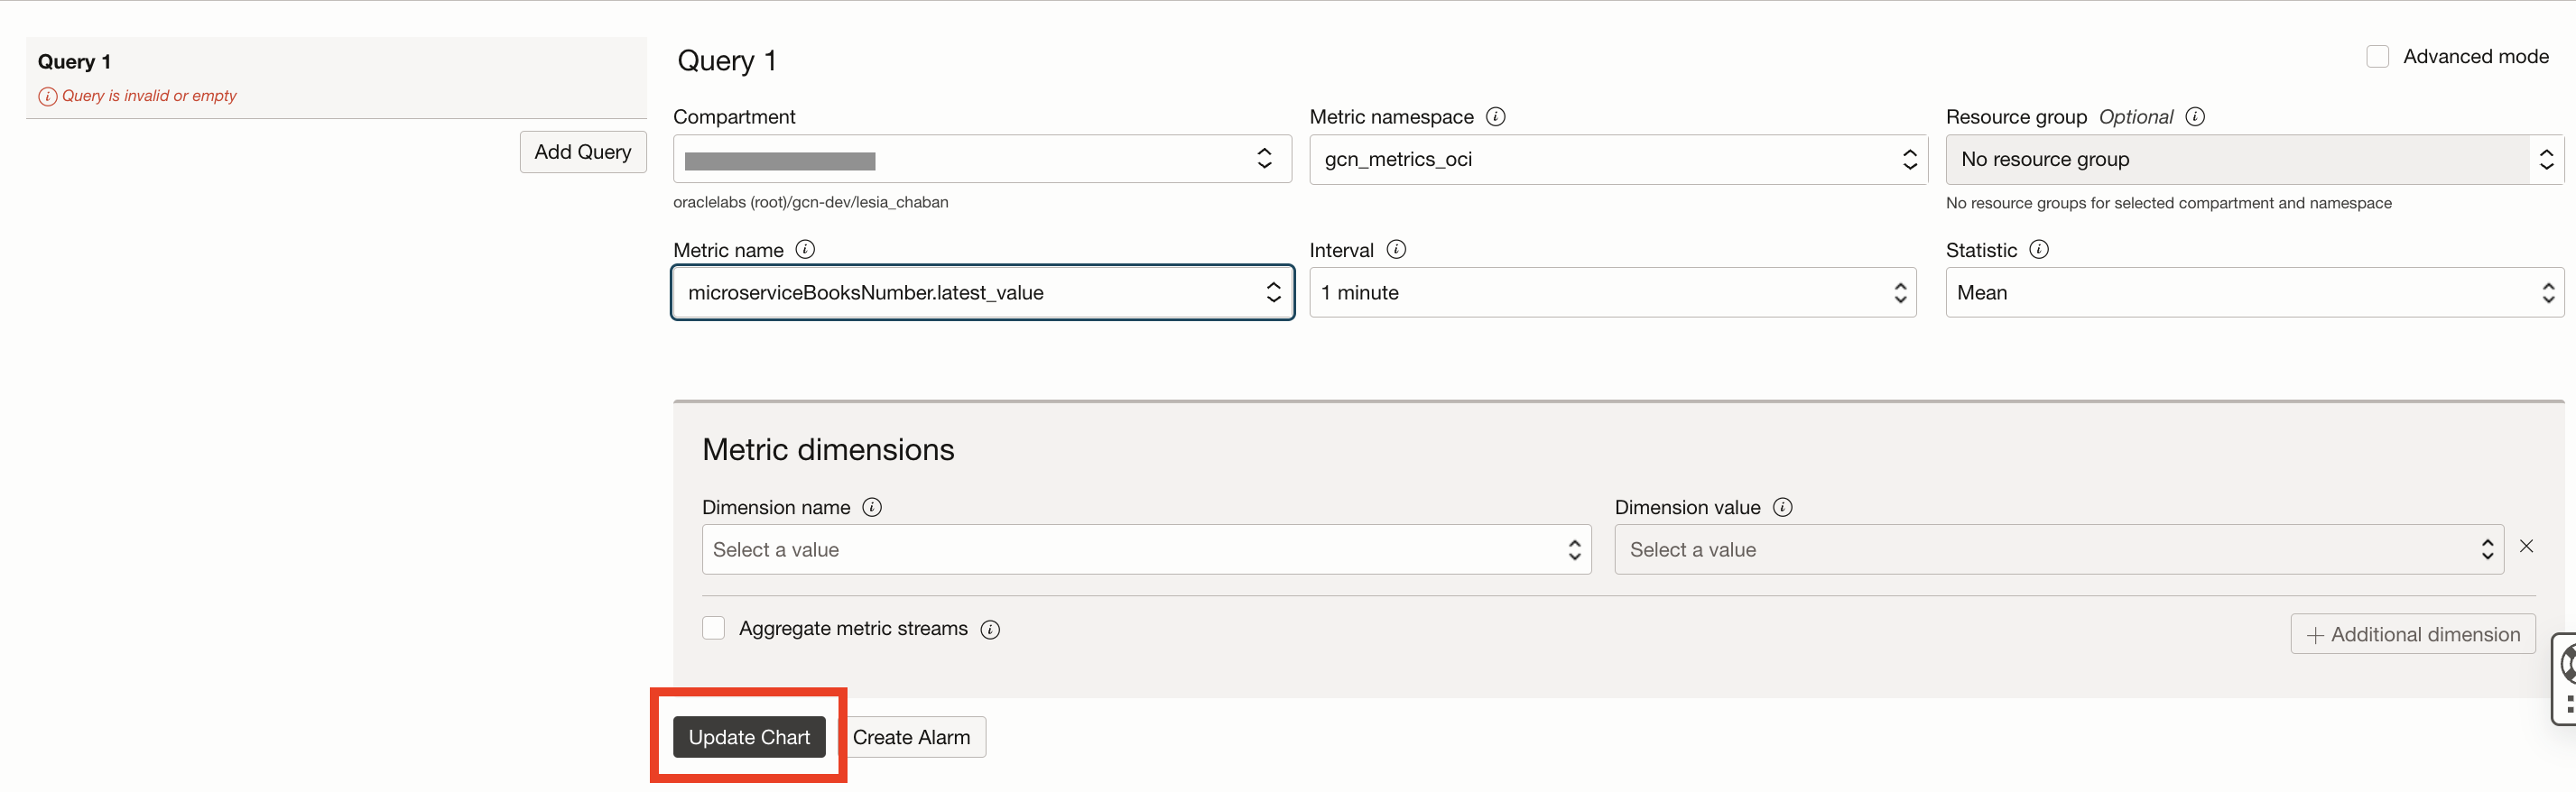 Query 1
Query is invalid or empty
Add Query
Query 1
Advanced mode
Compartment
Metric namespace
Resource group Optional
gcn_metrics_oci
No resource group
oraclelabs (root)/gcn-dev/lesia_chaban
No resource groups for selected compartment and namespace
Metric name
Interval
Statistic
microserviceBooksNumber.latest_value
1 minute
Mean
Metric dimensions
Dimension name
Dimension value
Select a value
Select a value
Aggregate metric streams
+ Additional dimension
Update Chart
Create Alarm